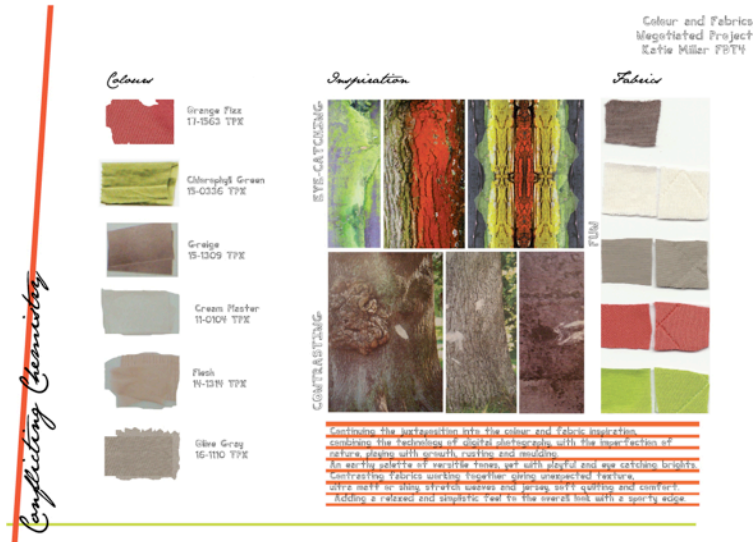 Colour and Fabrics
Negotiated Project
Katie Millar FBT4
Colours
Inspiration
Fabrics
Conflicting Chemistry
Orange Fizz
17-1563 TPX
Chlorophyll Green
15-0336 TPX
Greige
15-1309 TPX
Cream Master
11-0104 TPX
Flesh
14-1314 TPX
Olive Gray
16-1110 TPX
EYE-CATCHING
CONTRASTING
FUN
Continuing the juxtaposition into the colour and fabric inspiration,
combining the technology of digital photography, with the imperfection of
nature, playing with growth, rusting and moulding.
An earthy palette of versitile tones, yet with playful and eye catching brights.
Contrasting fabrics working together giving unexpected texture,
ultra matt or shiny, stretch weaves and jersey, soft quilting and comfort.
Adding a relaxed and simplistic feel to the overall look with a sporty edge.